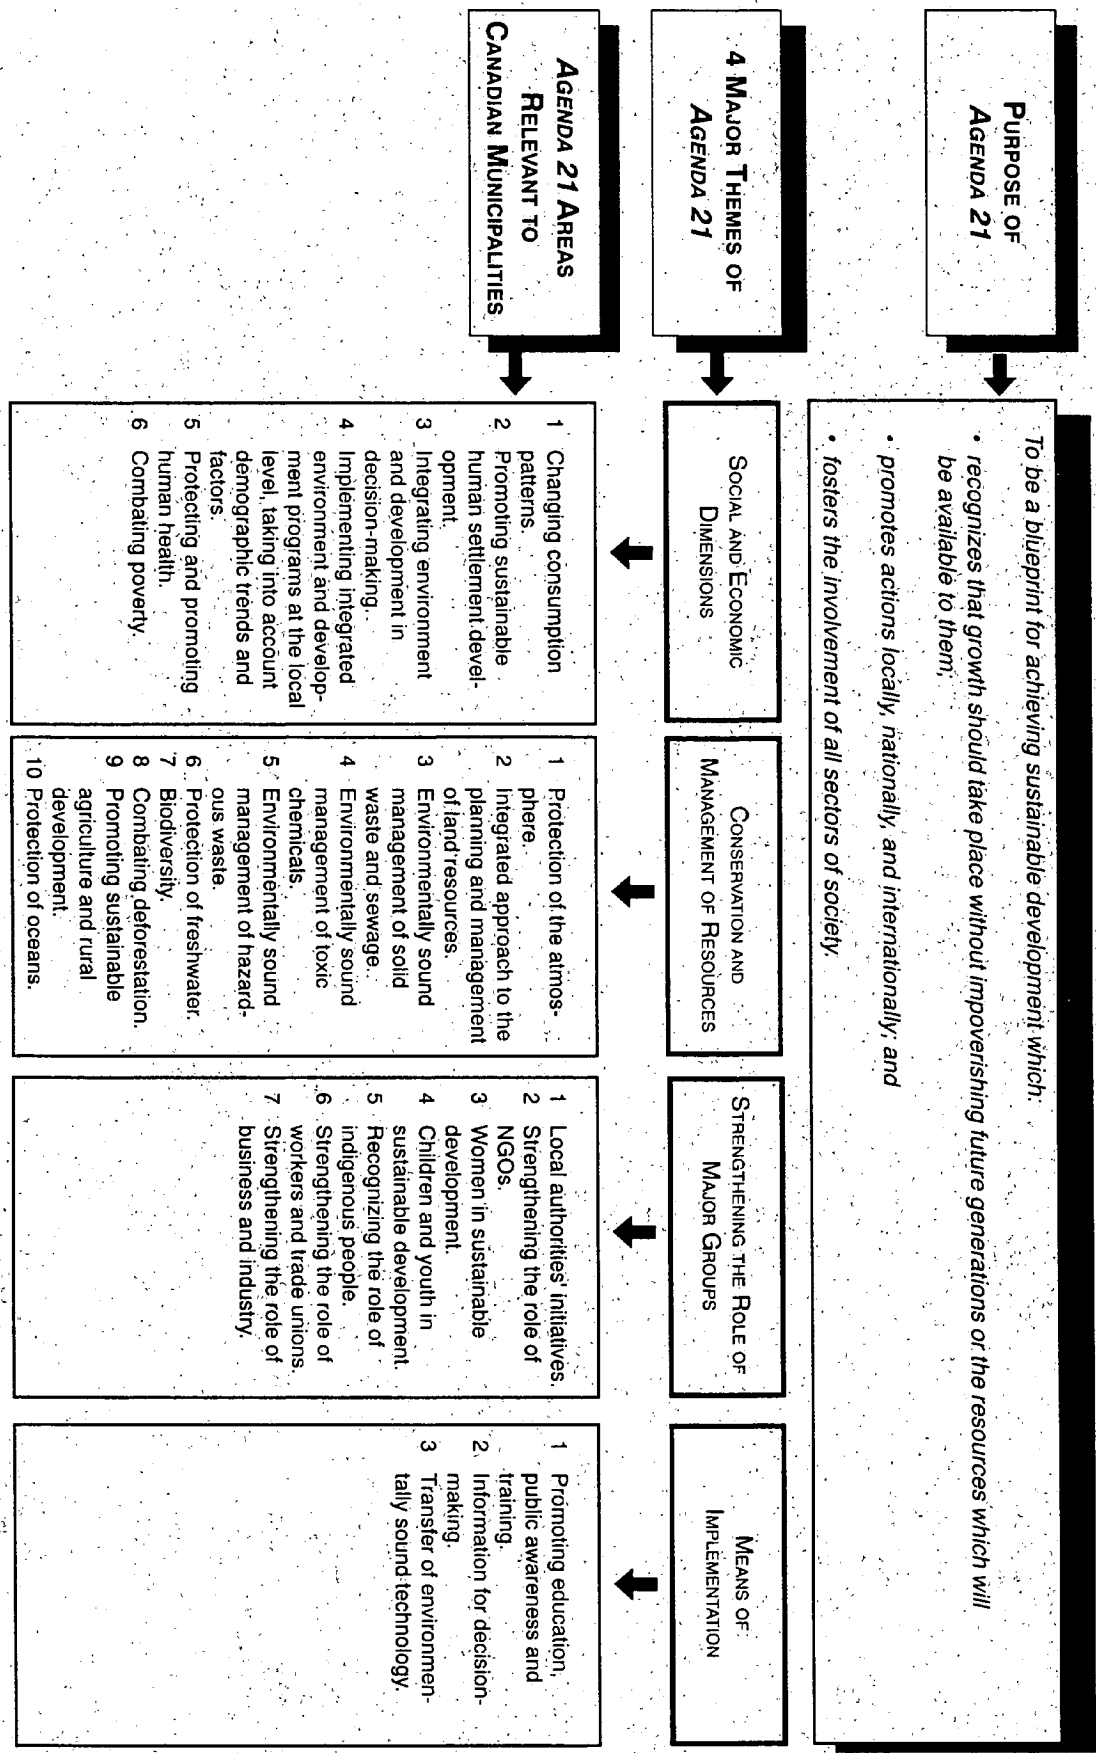 PURPOSE OF
AGENDA 21
To be a blueprint for achieving sustainable development which:
• recognizes that growth should take place without impoverishing future generations or the resources which will
be available to them;
• promotes actions locally, nationally, and internationally; and
• fosters the involvement of all sectors of society.
4 MAJOR THEMES OF
AGENDA 21
SOCIAL AND ECONOMIC
DIMENSIONS
CONSERVATION AND
MANAGEMENT OF RESOURCES
STRENGTHENING THE ROLE OF
MAJOR GROUPS
MEANS OF
IMPLEMENTATION
AGENDA 21 AREAS
RELEVANT TO
CANADIAN MUNICIPALITIES
1 Changing consumption
patterns.
2 Promoting sustainable
human settlement devel-
opment.
3 Integrating environment
and development in
decision-making.
4 Implementing integrated
environment and develop-
ment programs at the local
level, taking into account
demographic trends and
factors.
5 Protecting and promoting
human health.
6 Combating poverty.
1 Protection of the atmos-
phere.
2 Integrated approach to the
planning and management
of land resources.
3 Environmentally sound
management of solid
waste and sewage.
4 Environmentally sound
management of toxic
chemicals.
5 Environmentally sound
management of hazard-
ous waste.
6 Protection of freshwater.
7 Biodiversity.
8 Combating deforestation.
9 Promoting sustainable
agriculture and rural
development.
10 Protection of oceans.
1 Local authorities' initiatives.
2 Strengthening the role of
NGOs.
3 Women in sustainable
development.
4 Children and youth in
sustainable development.
5 Recognizing the role of
indigenous people.
6 Strengthening the role of
workers and trade unions.
7 Strengthening the role of
business and industry.
1 Promoting education,
public awareness and
training.
2 Information for decision-
making.
3 Transfer of environmen-
tally sound technology.